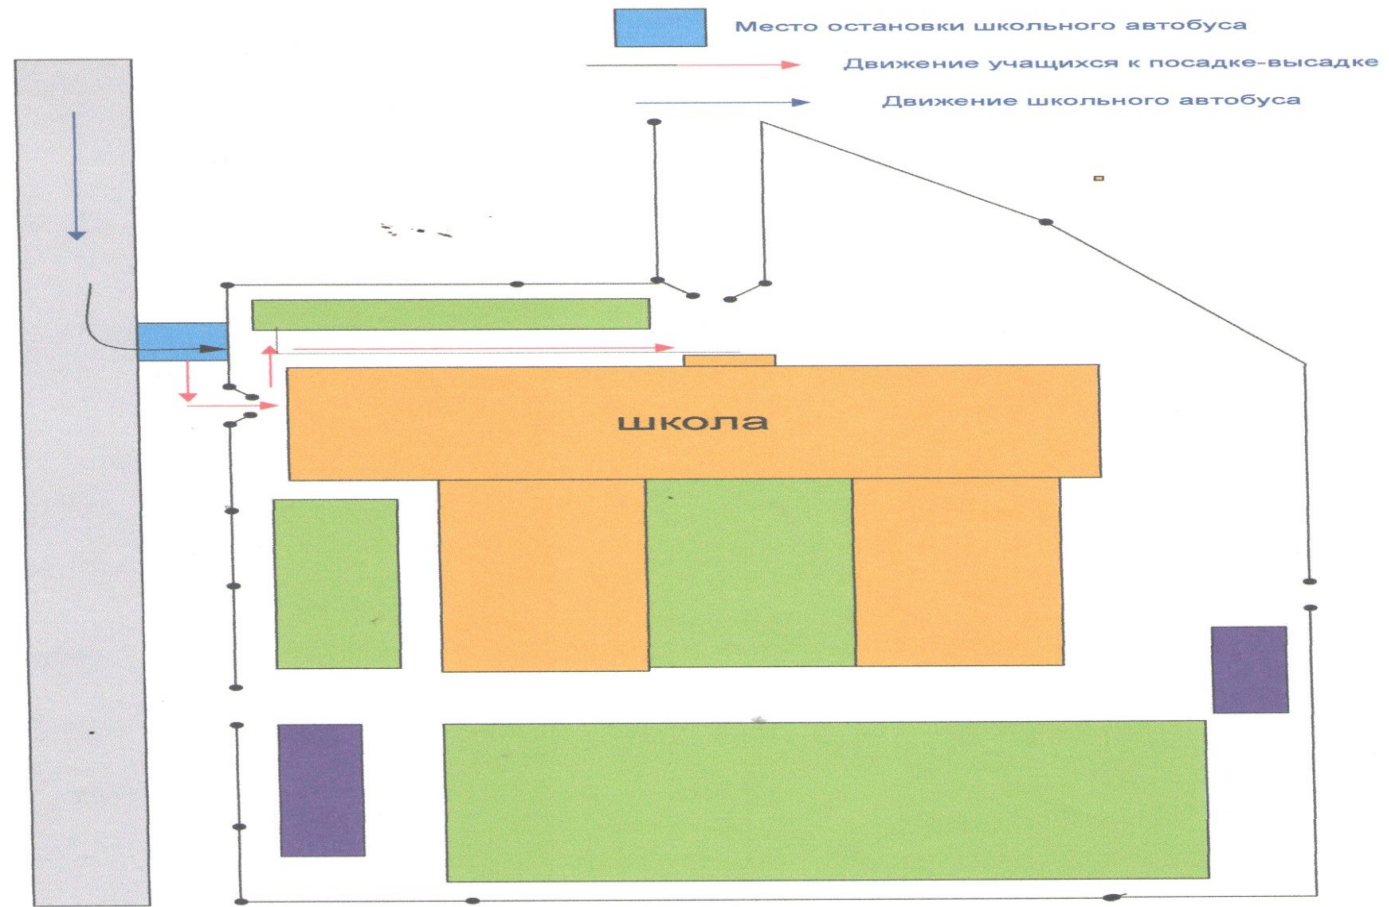 Место остановки школьного автобуса
Движение учащихся к посадке-высадке
Движение школьного автобуса
школа